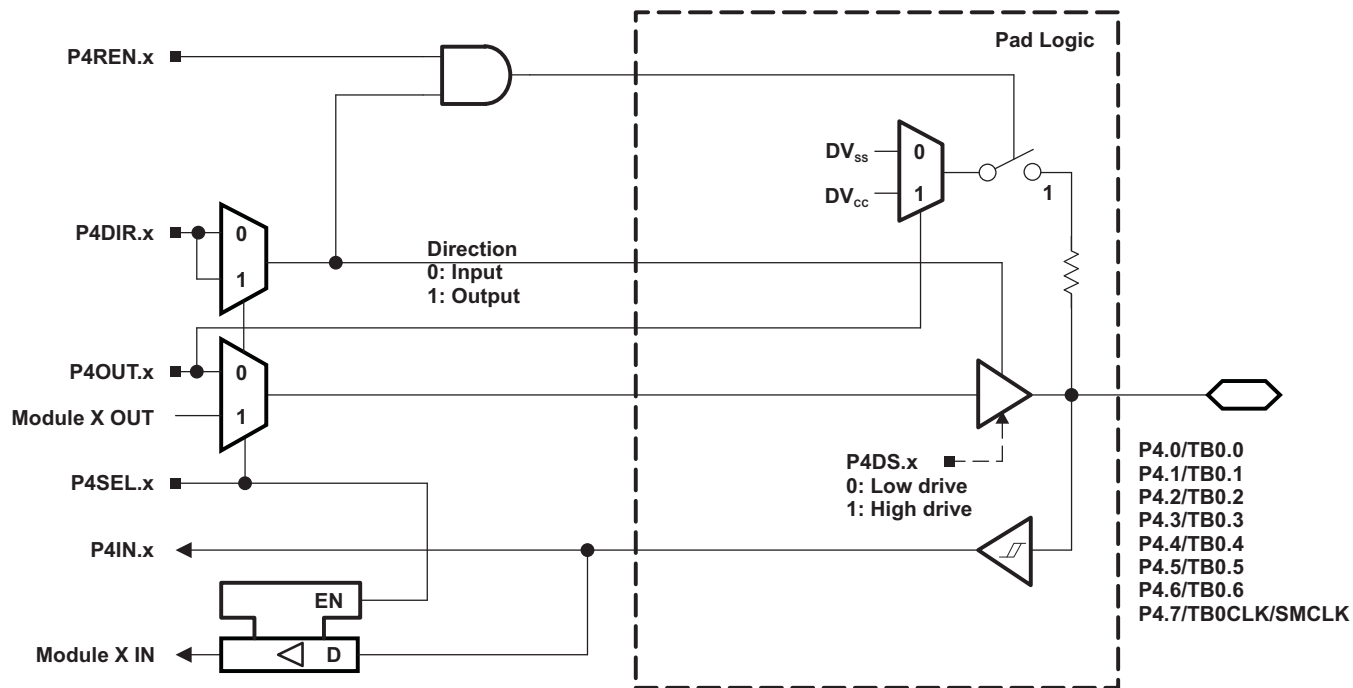 Pad Logic
P4REN.x
DVSS
0
DVCC
1
1
P4DIR.x
0
1
Direction
0: Input
1: Output
P4OUT.x
0
Module X OUT
1
P4SEL.x
P4DS.x
0: Low drive
1: High drive
P4.0/TB0.0
P4.1/TB0.1
P4.2/TB0.2
P4.3/TB0.3
P4.4/TB0.4
P4.5/TB0.5
P4.6/TB0.6
P4.7/TB0CLK/SMCLK
P4IN.x
EN
Module X IN
D